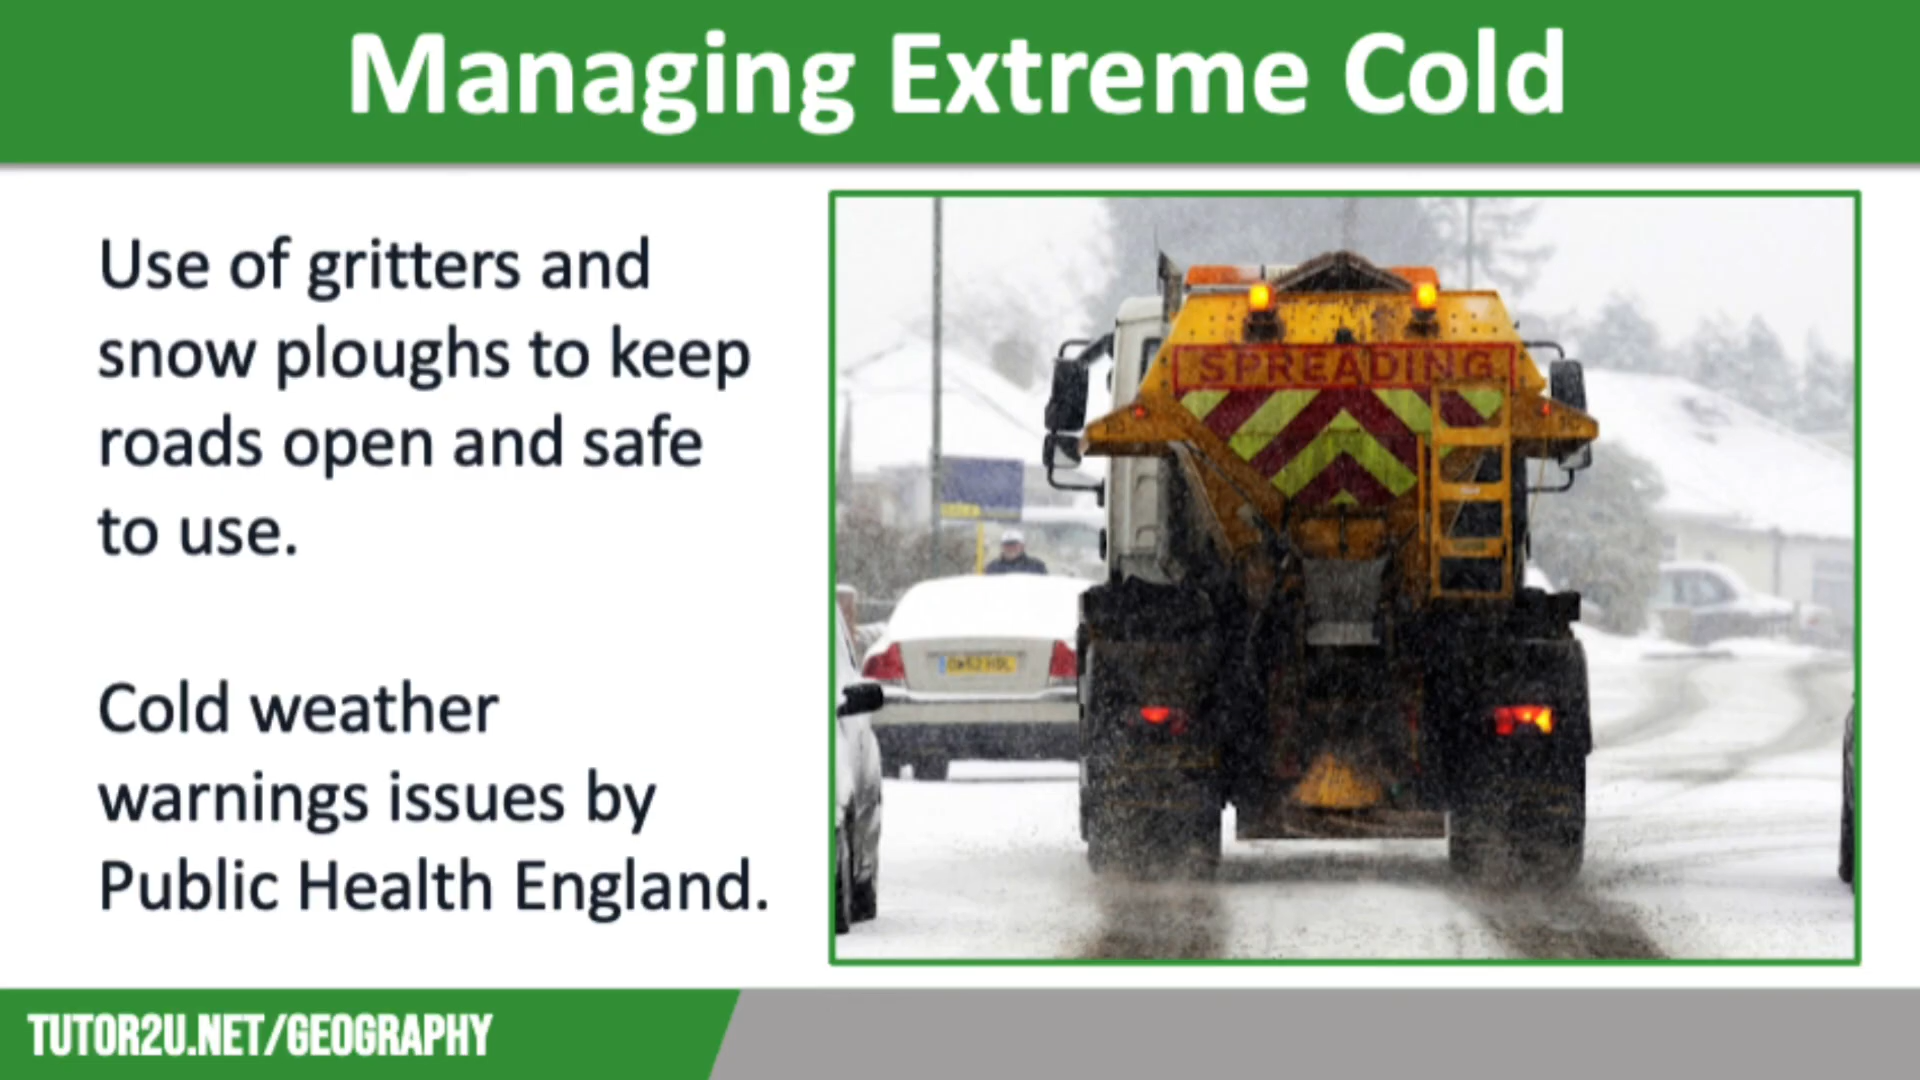 Managing Extreme Cold
Use of gritters and
snow ploughs to keep
roads open and safe
to use.
Cold weather
warnings issues by
Public Health England.
SPREADING
TUTOR2U.NET/GEOGRAPHY